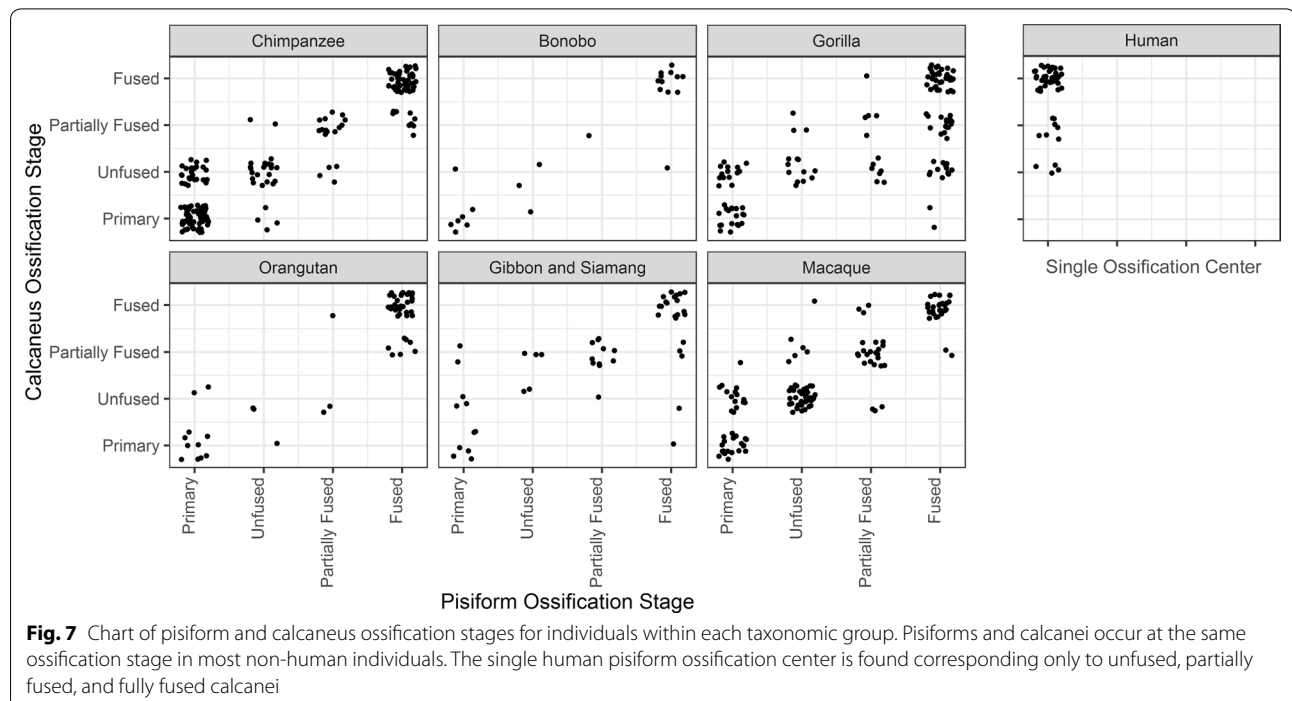 Chimpanzee
Bonobo
Gorilla
Human
Calcaneus Ossification Stage
Fused
Partially Fused
Unfused
Primary
Single Ossification Center
Orangutan
Gibbon and Siamang
Macaque
Fused
Partially Fused
Unfused
Primary
Primary
Unfused
Partially Fused
Fused
Primary
Unfused
Partially Fused
Fused
Primary
Unfused
Partially Fused
Fused
Pisiform Ossification Stage
Fig. 7 Chart of pisiform and calcaneus ossification stages for individuals within each taxonomic group. Pisiforms and calcanei occur at the same
ossification stage in most non-human individuals. The single human pisiform ossification center is found corresponding only to unfused, partially
fused, and fully fused calcanei